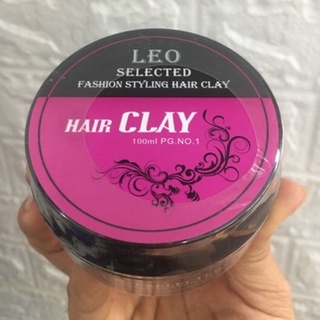 LEO
SELECTED
FASHION STYLING HAIR CLAY
HAIR CLAY
100ml PG.NO.1